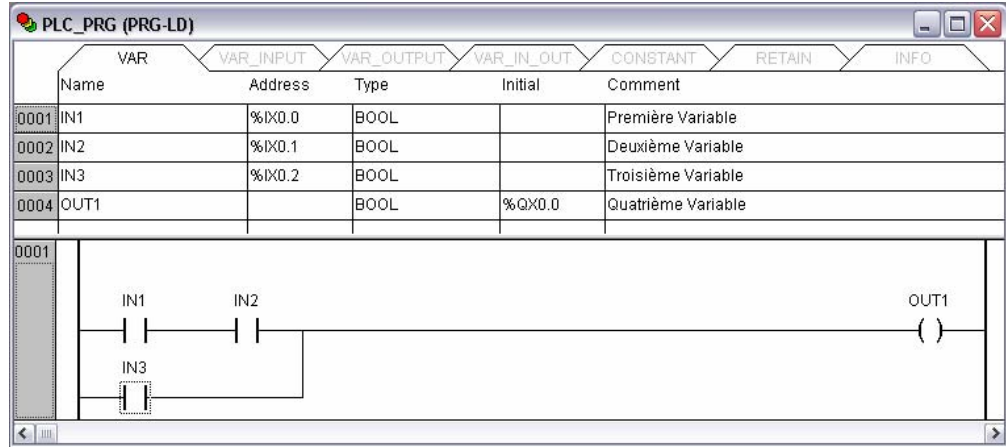 PLC_PRG (PRG-LD)
VAR VAR_INPUT VAR_OUTPUT VAR_IN_OUT CONSTANT RETAIN INFO
Name Address Type Initial Comment
0001 IN1 %IX0.0 BOOL Première Variable
0002 IN2 %IX0.1 BOOL Deuxième Variable
0003 IN3 %IX0.2 BOOL Troisième Variable
0004 OUT1 BOOL %QX0.0 Quatrième Variable
0001
IN1 IN2 OUT1
IN3